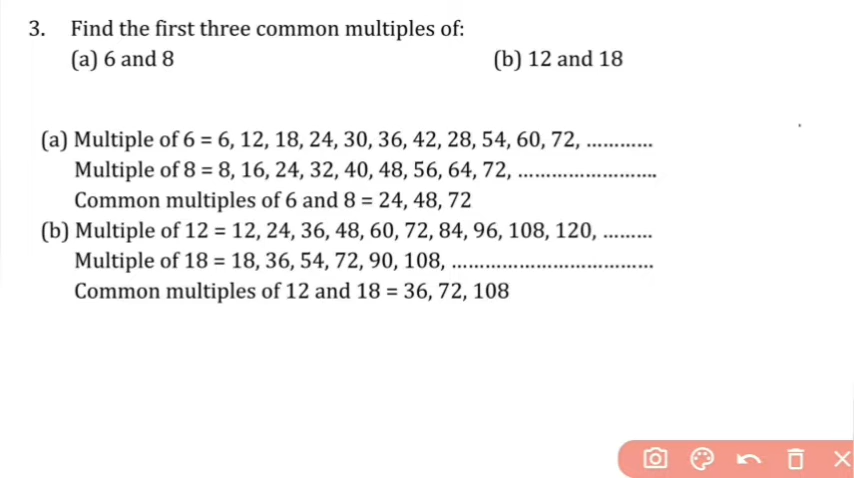 3. Find the first three common multiples of:
(a) 6 and 8 (b) 12 and 18
(a) Multiple of 6 = 6, 12, 18, 24, 30, 36, 42, 28, 54, 60, 72, ............
Multiple of 8 = 8, 16, 24, 32, 40, 48, 56, 64, 72, .........................
Common multiples of 6 and 8 = 24, 48, 72
(b) Multiple of 12 = 12, 24, 36, 48, 60, 72, 84, 96, 108, 120, .........
Multiple of 18 = 18, 36, 54, 72, 90, 108, ....................................
Common multiples of 12 and 18 = 36, 72, 108